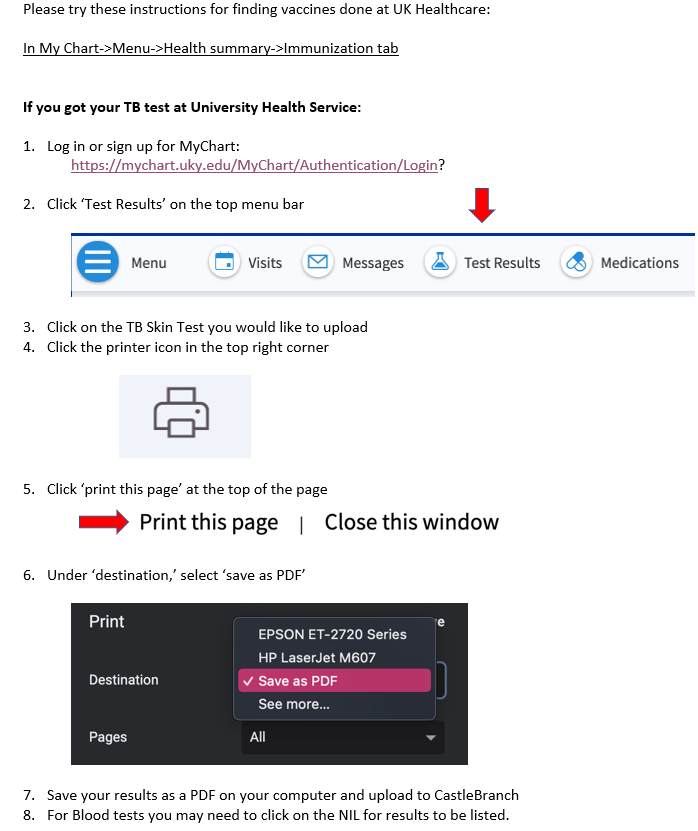 Please try these instructions for finding vaccines done at UK Healthcare:
In My Chart->Menu->Health summary->Immunization tab
If you got your TB test at University Health Service:
1. Log in or sign up for MyChart:
https://mychart.uky.edu/MyChart/Authentication/Login?
2. Click ‘Test Results’ on the top menu bar
Menu Visits Messages Test Results Medications
3. Click on the TB Skin Test you would like to upload
4. Click the printer icon in the top right corner
5. Click ‘print this page’ at the top of the page
Print this page | Close this window
6. Under ‘destination,’ select ‘save as PDF’
Print e
EPSON ET-2720 Series
HP LaserJet M607
Destination ✓ Save as PDF
See more...
Pages All
7. Save your results as a PDF on your computer and upload to CastleBranch
8. For Blood tests you may need to click on the NIL for results to be listed.